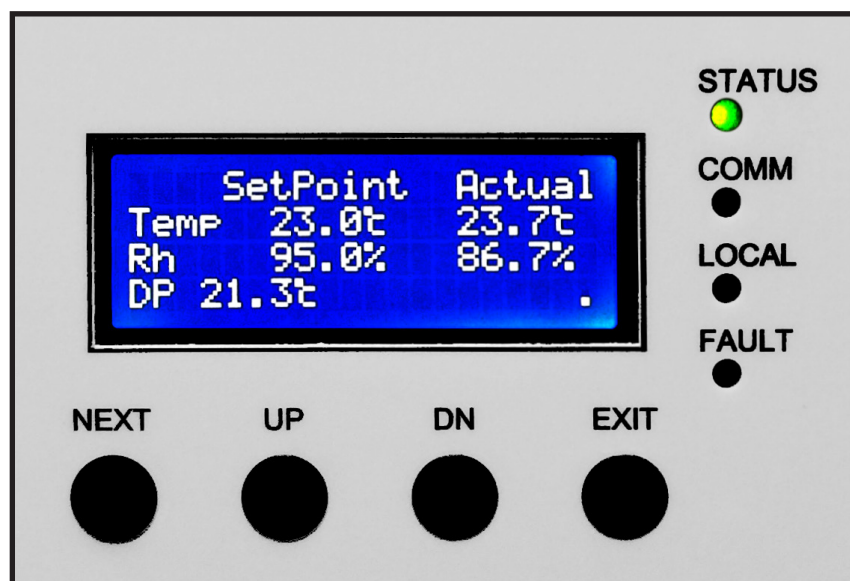 STATUS
COMM
LOCAL
FAULT
SetPoint Actual
Temp 23.0℃ 23.7℃
Rh 95.0% 86.7%
DP 21.3℃ .
NEXT UP DN EXIT